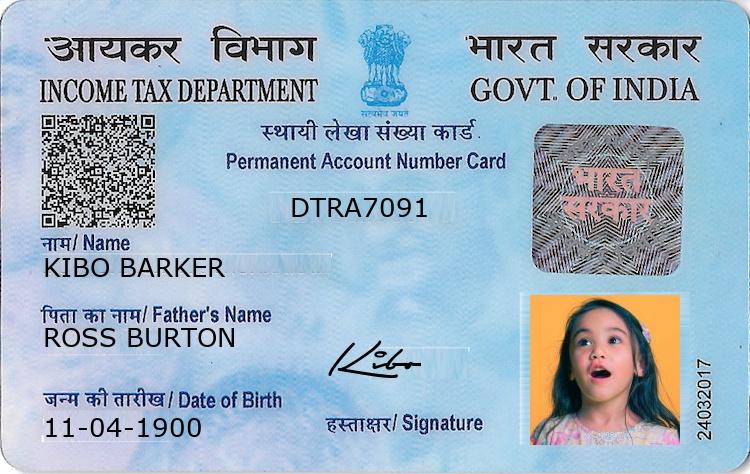 आयकर विभाग
INCOME TAX DEPARTMENT
सत्यमेव जयते
भारत सरकार
GOVT. OF INDIA
स्थायी लेखा संख्या कार्ड
Permanent Account Number Card
DTRA7091
भारत
सरकार
नाम/ Name
KIBO BARKER
पिता का नाम/ Father's Name
ROSS BURTON
जन्म की तारीख/ Date of Birth
11-04-1900
Kibo
हस्ताक्षर/ Signature
24032017